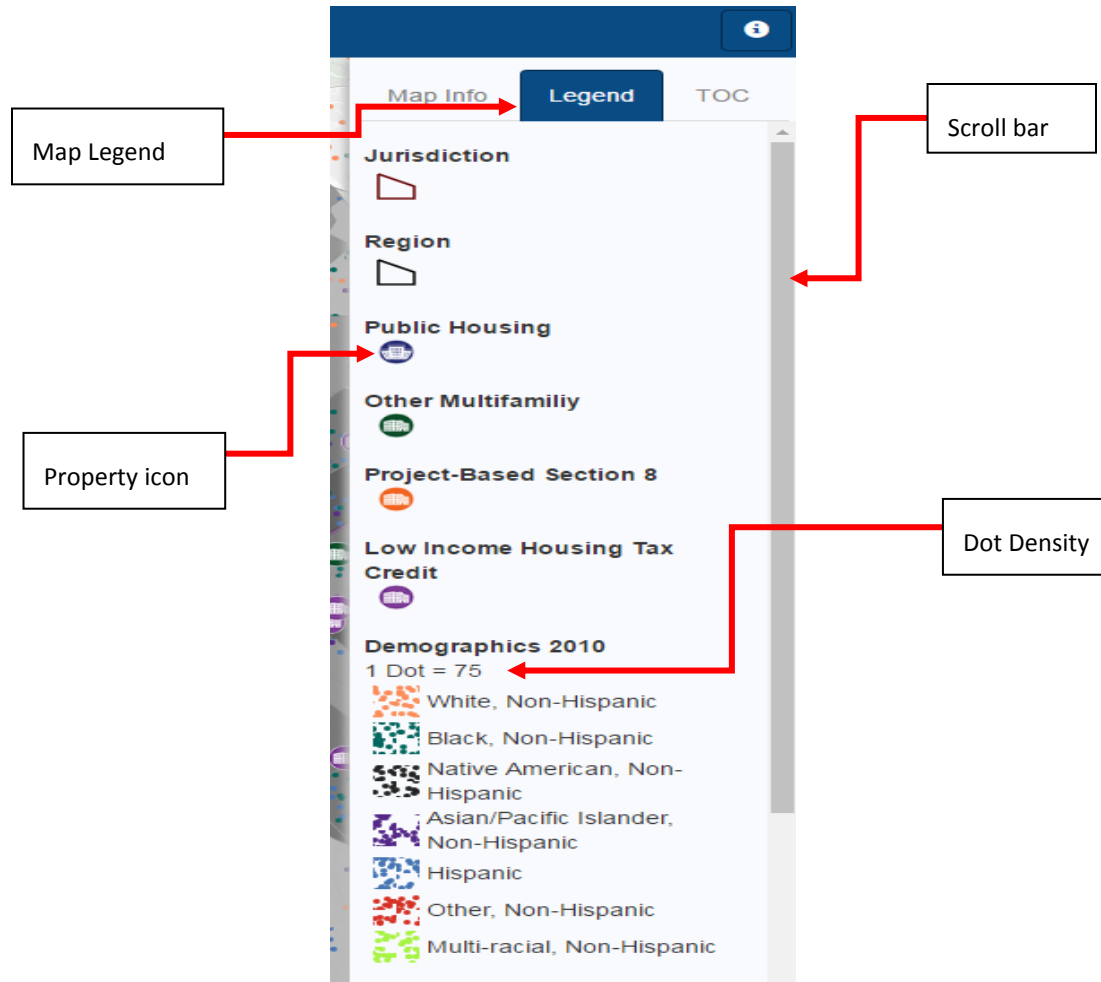 Map Info
Legend
TOC
Map Legend
Scroll bar
Jurisdiction
Region
Public Housing
Other Multifamiliy
Property icon
Project-Based Section 8
Low Income Housing Tax
Credit
Dot Density
Demographics 2010
1 Dot = 75
White, Non-Hispanic
Black, Non-Hispanic
Native American, Non-
Hispanic
Asian/Pacific Islander,
Non-Hispanic
Hispanic
Other, Non-Hispanic
Multi-racial, Non-Hispanic